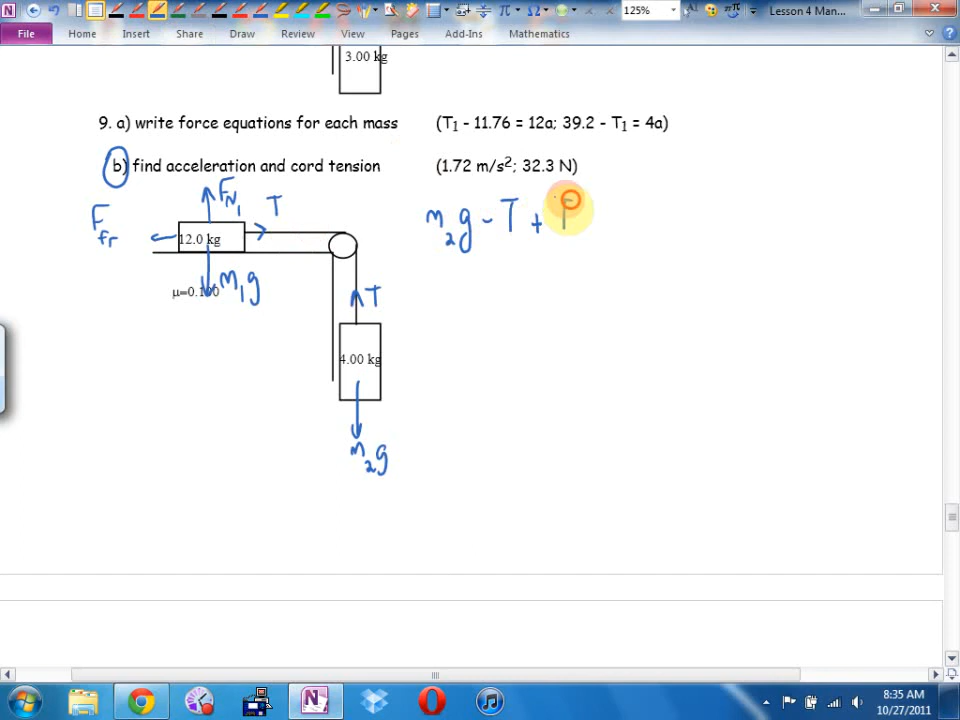 125%
Lesson 4 Man...
File Home Insert Share Draw Review View Pages Add-Ins Mathematics
3.00 kg
9. a) write force equations for each mass (T1 - 11.76 = 12a; 39.2 - T1 = 4a)
b) find acceleration and cord tension (1.72 m/s²; 32.3 N)
FN1 T
Ffr 12.0 kg
m2g - T + T
m1g
μ=0.100
T
4.00 kg
m2g
8:35 AM
10/27/2011